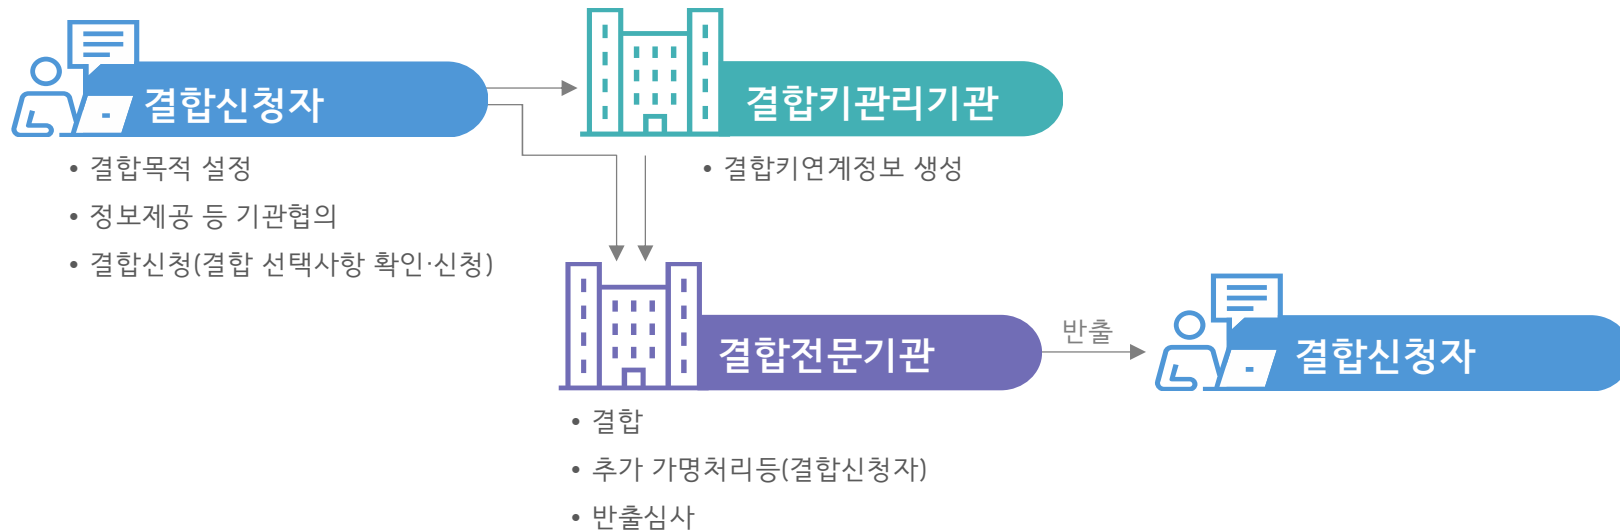 결합신청자
• 결합목적 설정
• 정보제공 등 기관협의
• 결합신청(결합 선택사항 확인·신청)
결합키관리기관
• 결합키연계정보 생성
결합전문기관
• 결합
• 추가 가명처리등(결합신청자)
• 반출심사
반출
결합신청자